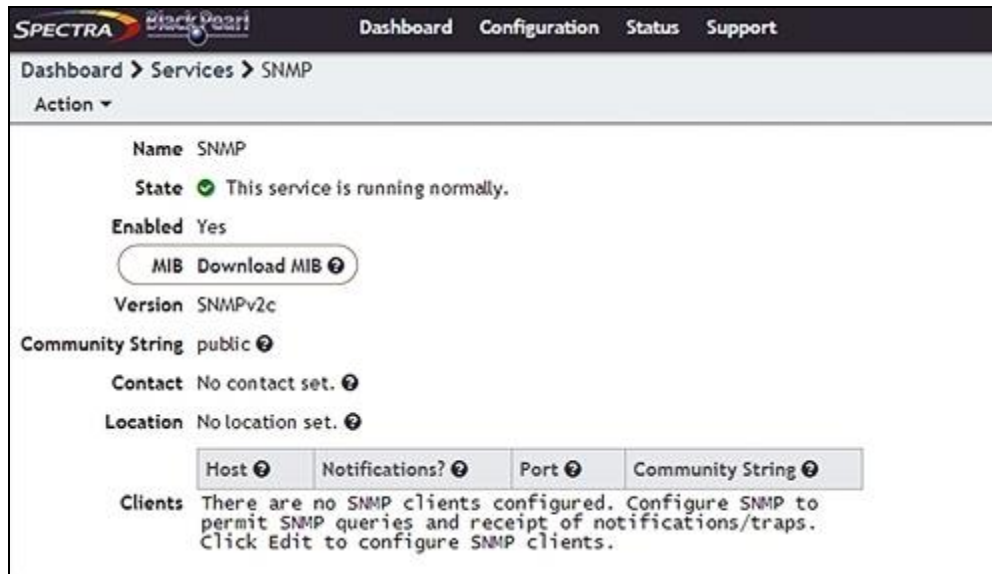 SPECTRA BlackPearl Dashboard Configuration Status Support
Dashboard > Services > SNMP
Action
Name SNMP
State This service is running normally.
Enabled Yes
MIB Download MIB
Version SNMPv2c
Community String public
Contact No contact set.
Location No location set.
Host Notifications? Port Community String
Clients There are no SNMP clients configured. Configure SNMP to
permit SNMP queries and receipt of notifications/traps.
Click Edit to configure SNMP clients.